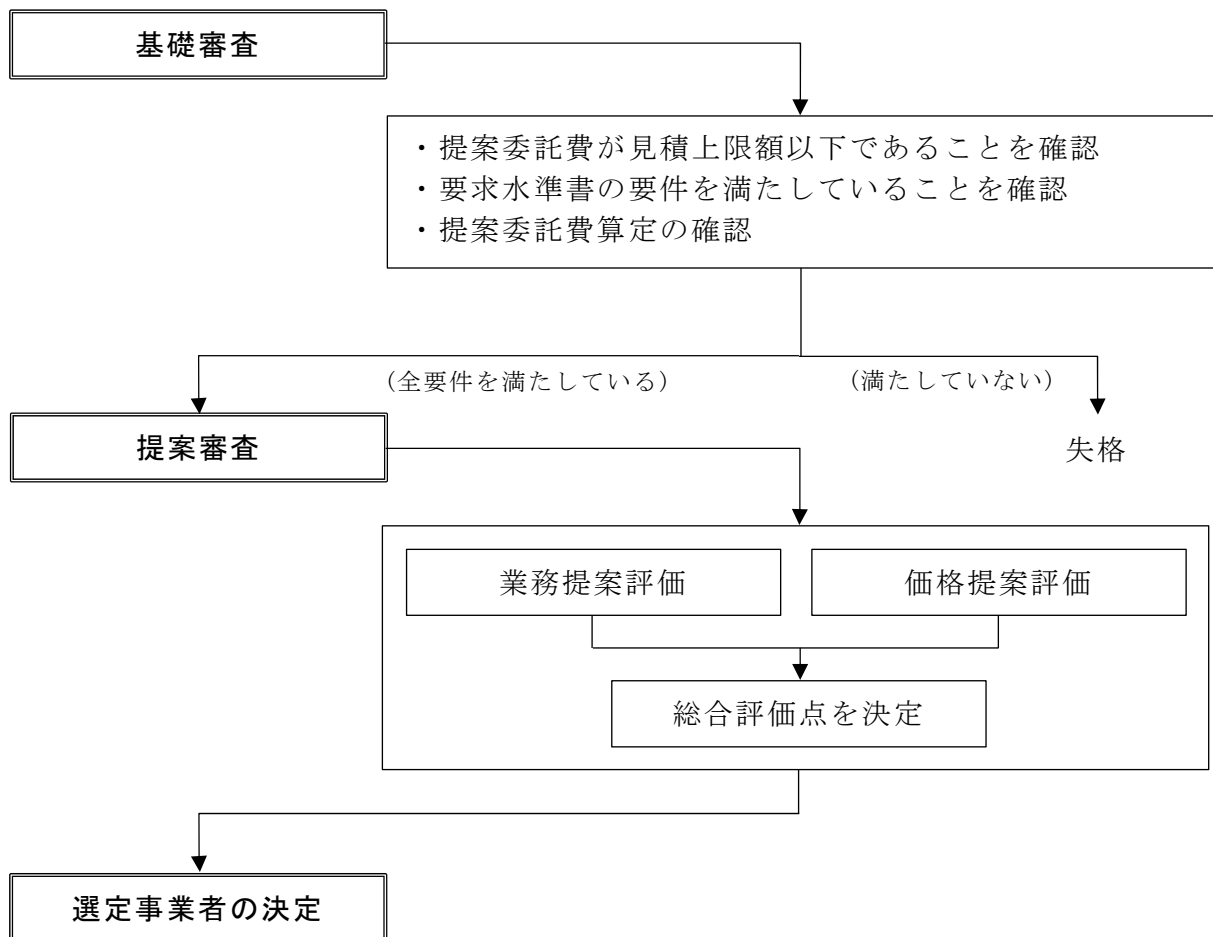 基礎審査
・提案委託費が見積上限額以下であることを確認
・要求水準書の要件を満たしていることを確認
・提案委託費算定の確認
（全要件を満たしている）
（満たしていない）
提案審査
失格
業務提案評価
価格提案評価
総合評価点を決定
選定事業者の決定